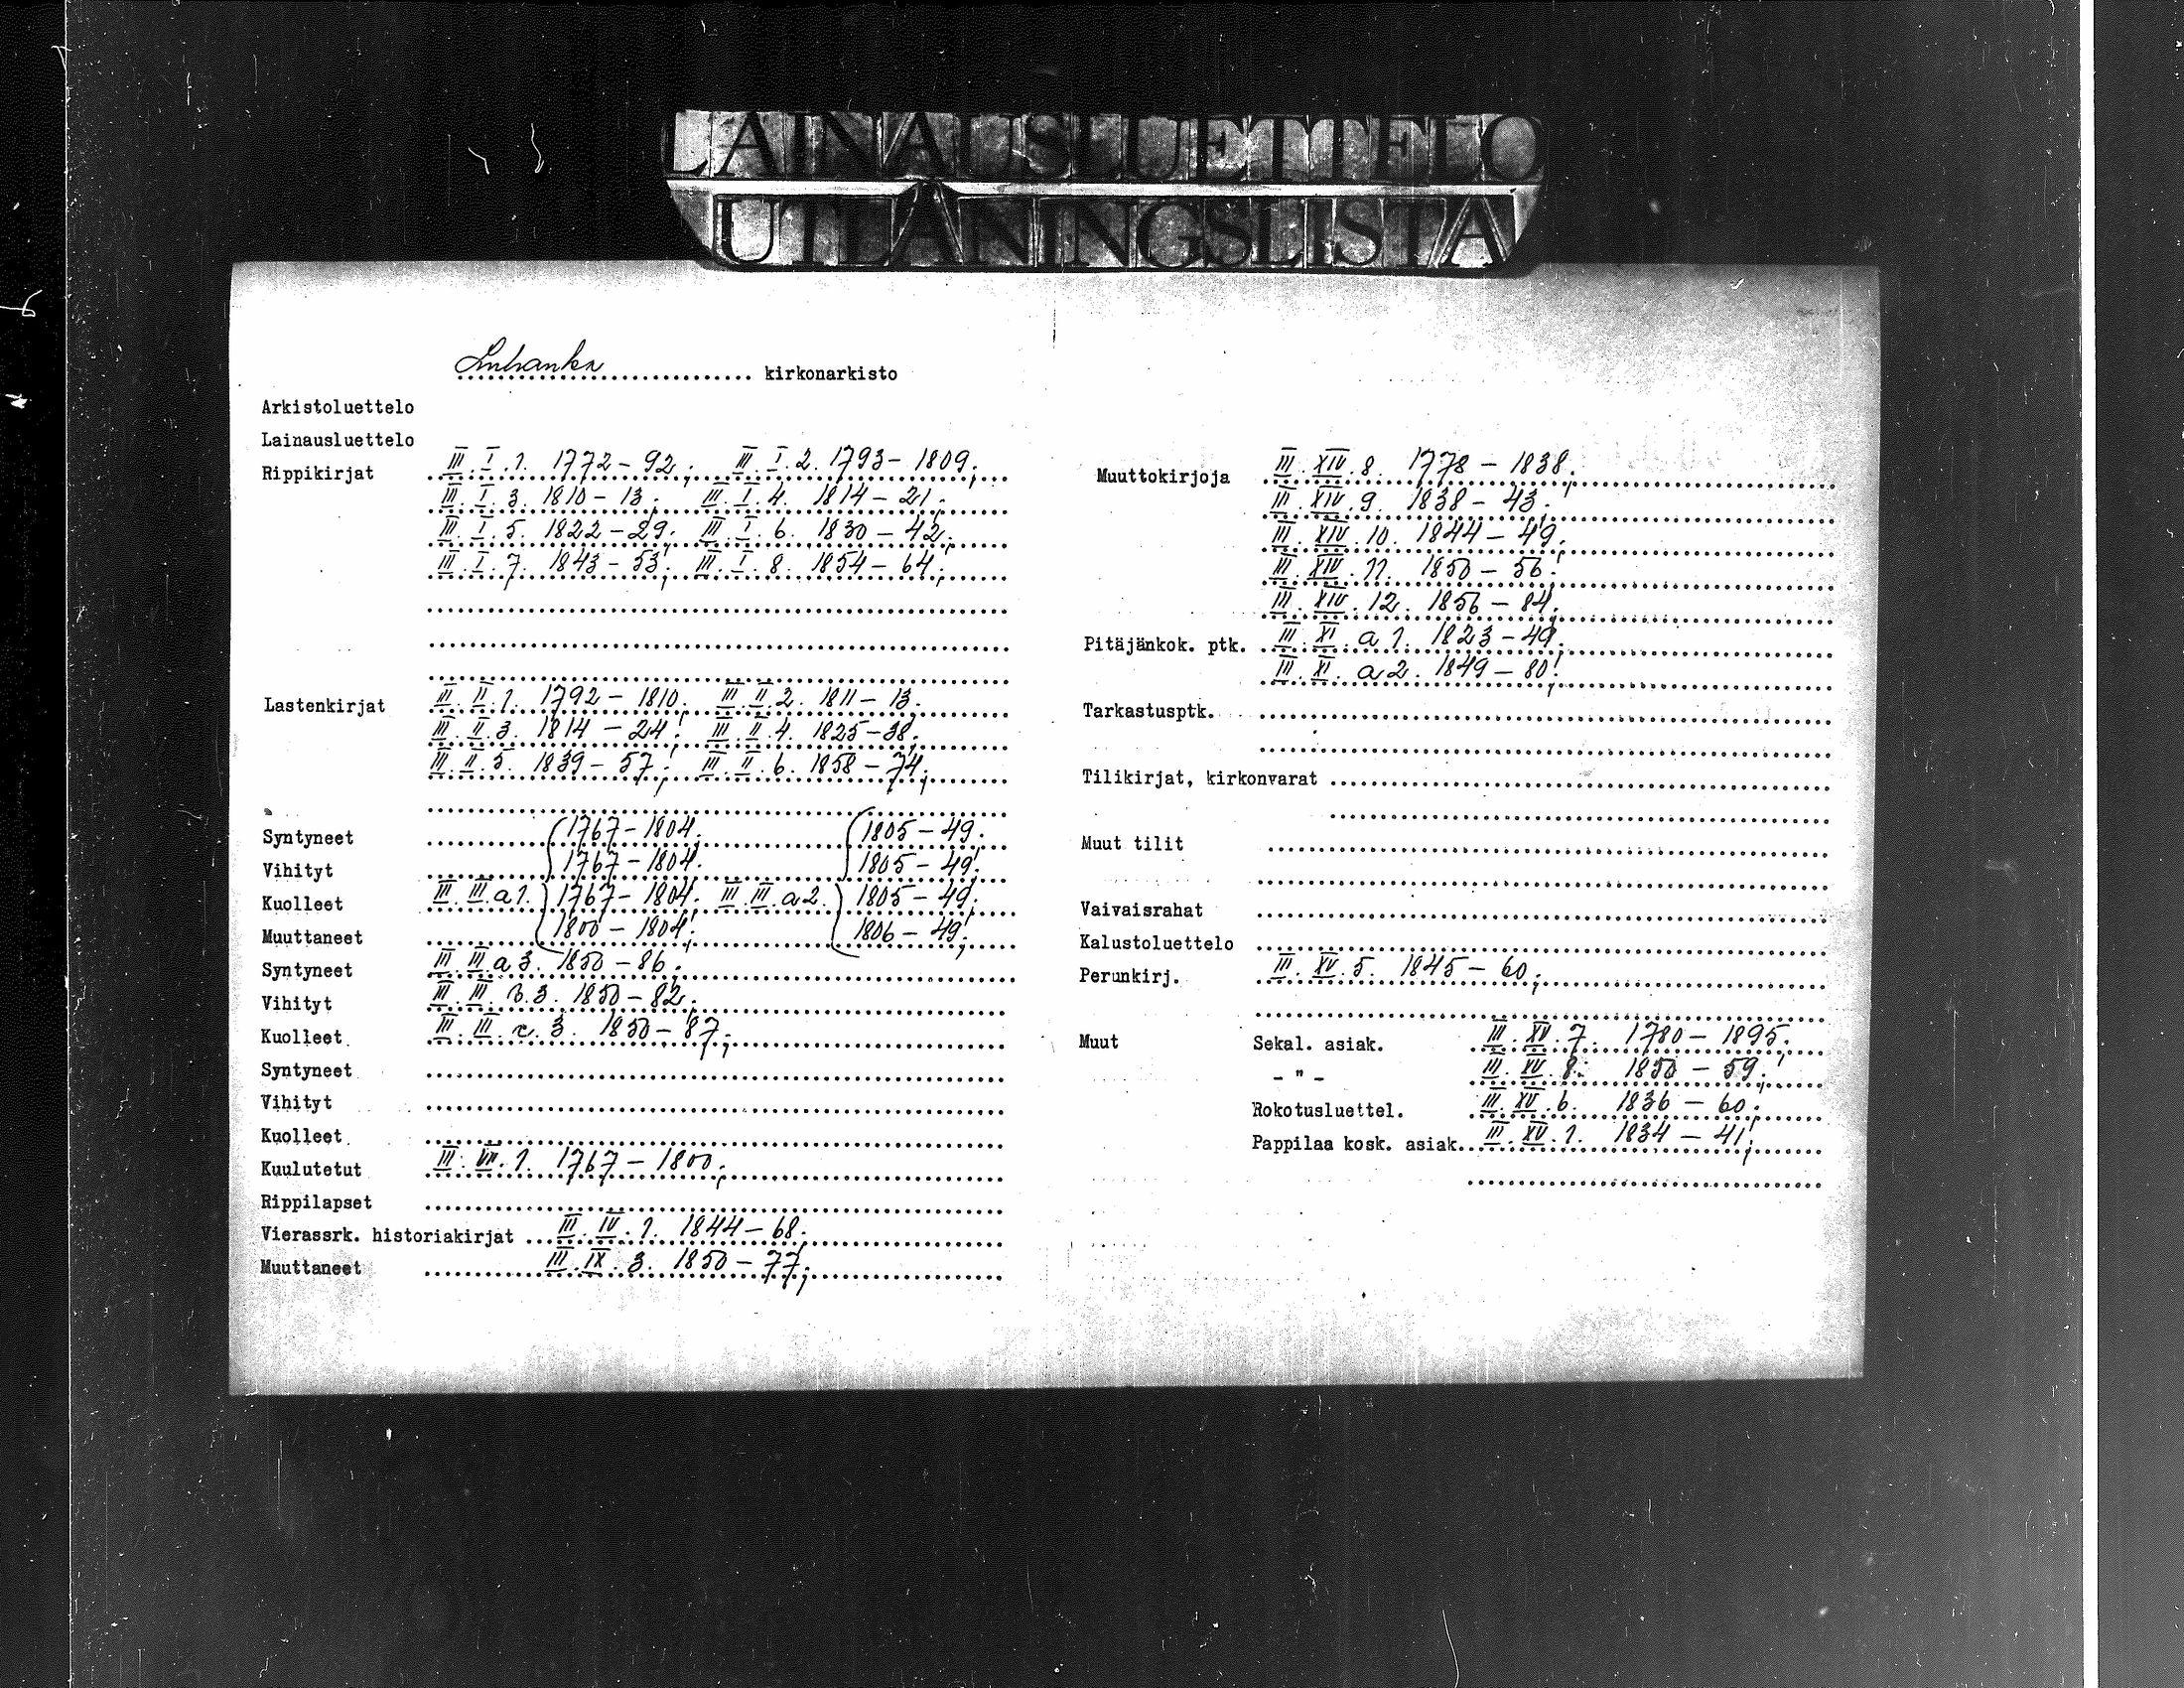 LAINAUSLUETTELO
UTLÅNINGSLISTA
Luhanka kirkonarkisto
Arkistoluettelo
Lainausluettelo
Rippikirjat III. I. 1. 1772 - 92; III. I. 2. 1793 - 1809;
III. I. 3. 1810 - 13; III. I. 4. 1814 - 21;
III. I. 5. 1822 - 29; III. I. 6. 1830 - 42;
III. I. 7. 1843 - 53; III. I. 8. 1854 - 64;
Lastenkirjat III. II. 1. 1792 - 1810; III. II. 2. 1811 - 13;
III. II. 3. 1814 - 24; III. II. 4. 1825 - 38;
III. II. 5. 1839 - 57; III. II. 6. 1858 - 74;
Syntyneet 1767 - 1804; 1805 - 49;
Vihityt 1767 - 1804; 1805 - 49;
Kuolleet III. III. a 1. 1767 - 1804; III. III. a 2. 1805 - 49;
Muuttaneet 1800 - 1804; 1806 - 49;
Syntyneet III. III. a 3. 1850 - 86;
Vihityt III. III. b. 3. 1850 - 82;
Kuolleet III. III. c. 3. 1850 - 87;
Syntyneet
Vihityt
Kuolleet
Kuulutetut III. VII. 1. 1767 - 1800;
Rippilapset
Vierassrk. historiakirjat III. IV. 1. 1844 - 68;
Muuttaneet III. IX. 3. 1850 - 77;
Muuttokirjoja III. XIV. 8. 1778 - 1838;
III. XIV. 9. 1838 - 43;
III. XIV. 10. 1844 - 49;
III. XIV. 11. 1850 - 56;
III. XIV. 12. 1856 - 84;
Pitäjänkok. ptk. III. XI. a 1. 1823 - 49;
III. XI. a 2. 1849 - 80;
Tarkastusptk.
Tilikirjat, kirkonvarat
Muut tilit
Vaivaisrahat
Kalustoluettelo
Perunkirj. III. XV. 5. 1845 - 60;
Muut Sekal. asiak. III. XV. 7. 1780 - 1895;
- " - III. XV. 8. 1850 - 59;
Rokotusluettel. III. XV. 6. 1836 - 60;
Pappilaa kosk. asiak. III. XV. 1. 1834 - 41;